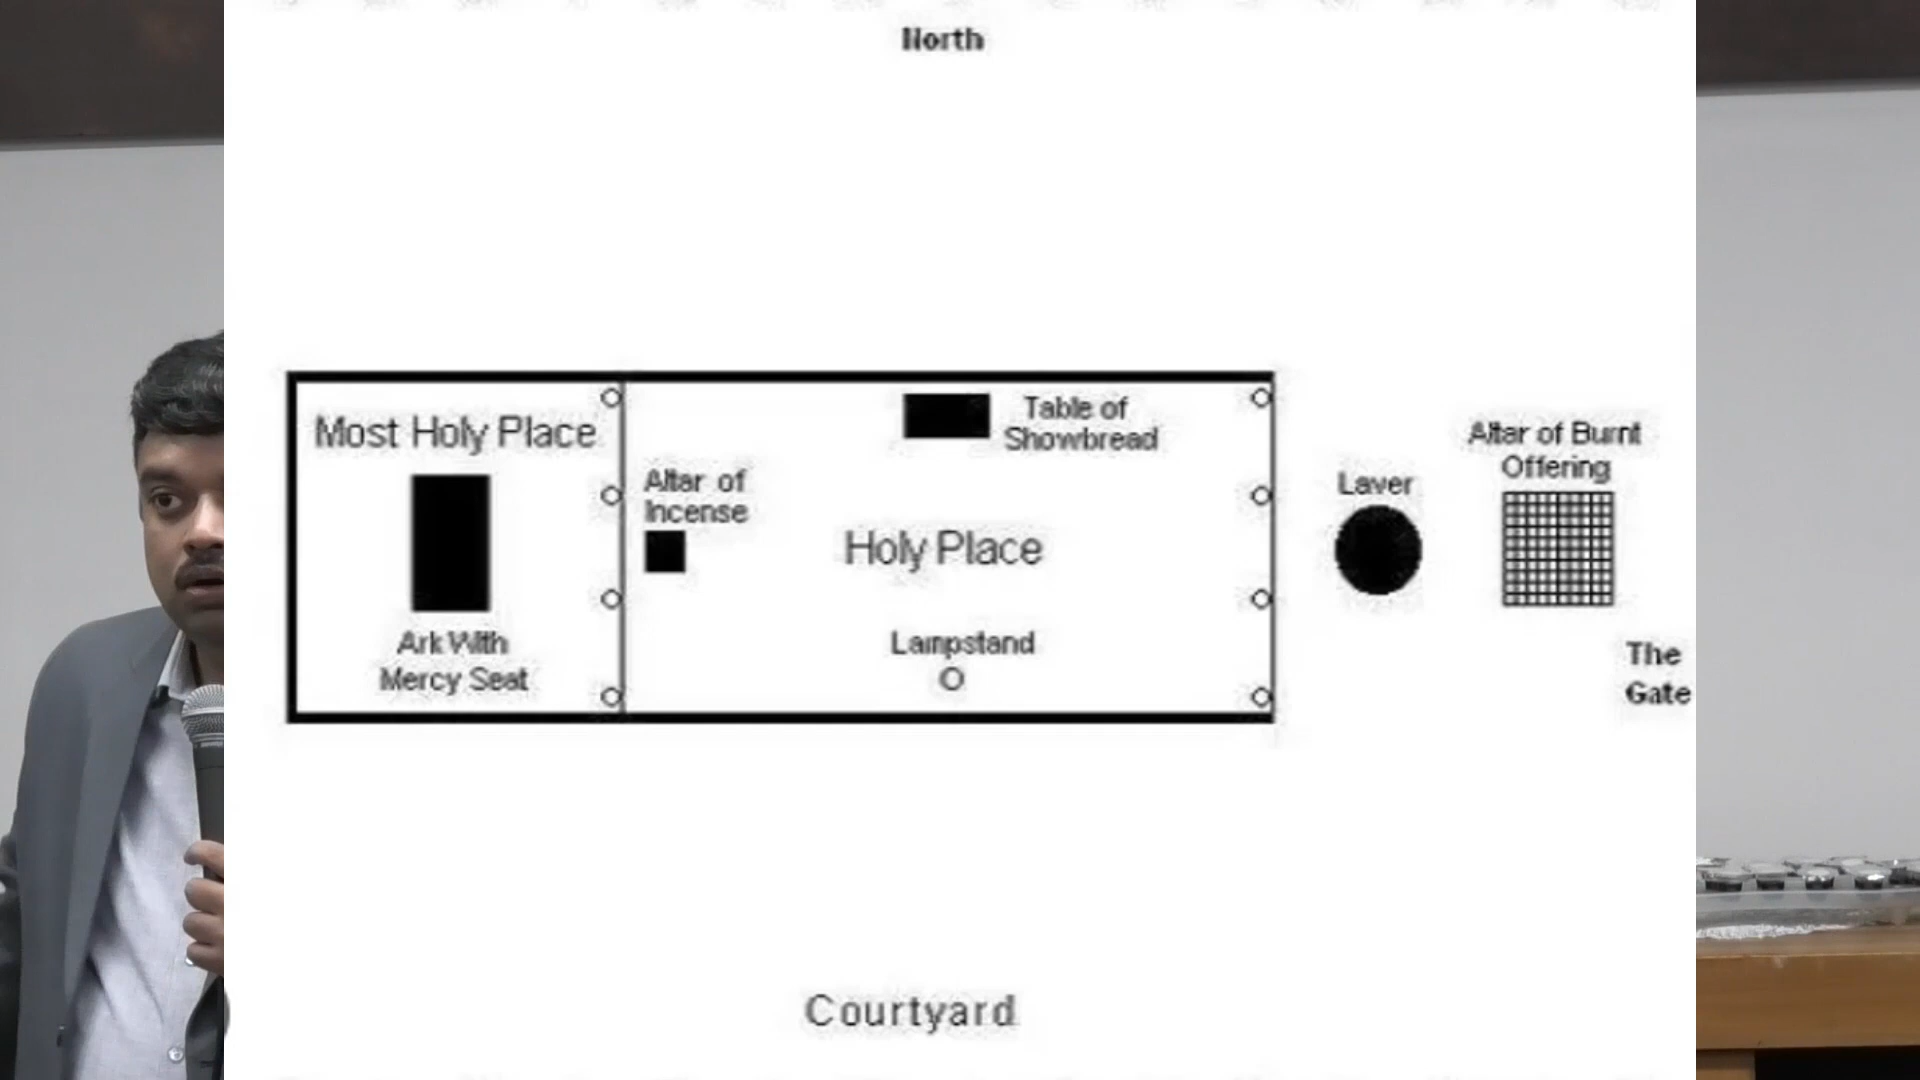 North
Most Holy Place
Ark With
Mercy Seat
Altar of
Incense
Table of
Showbread
Holy Place
Lampstand
Laver
Altar of Burnt
Offering
The
Gate
Courtyard